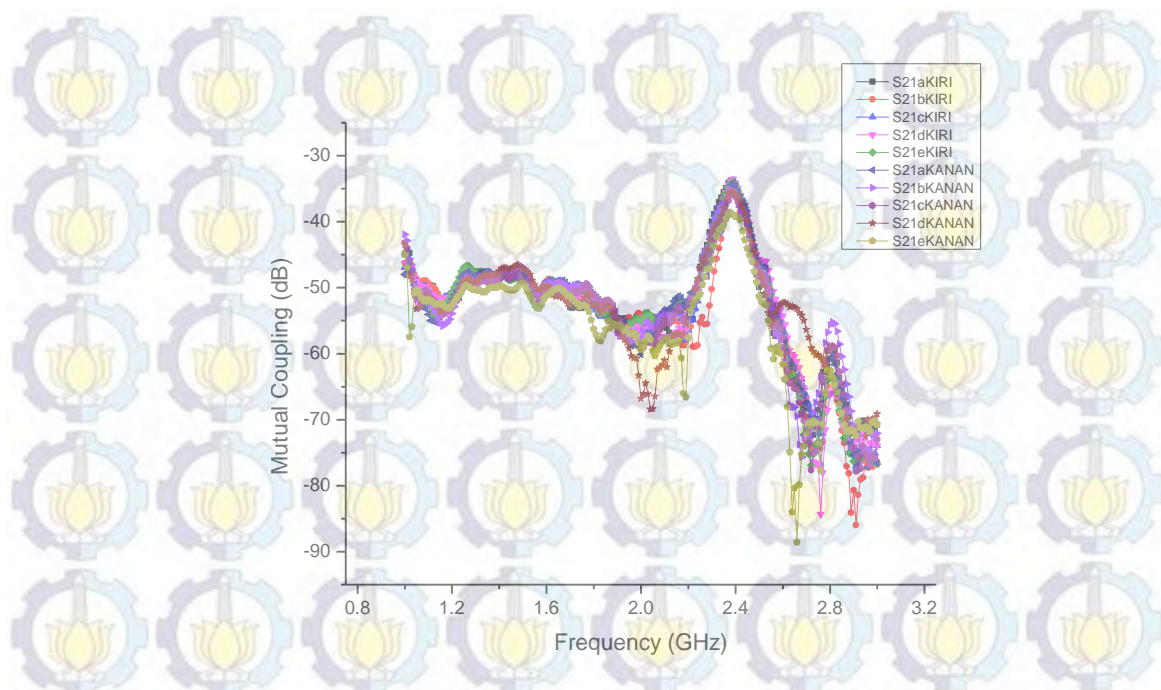 S21aKIRI
S21bKIRI
S21cKIRI
S21dKIRI
S21eKIRI
S21aKANAN
S21bKANAN
S21cKANAN
S21dKANAN
S21eKANAN
-30
-40
-50
-60
-70
-80
-90
Mutual Coupling (dB)
0.8 1.2 1.6 2.0 2.4 2.8 3.2
Frequency (GHz)